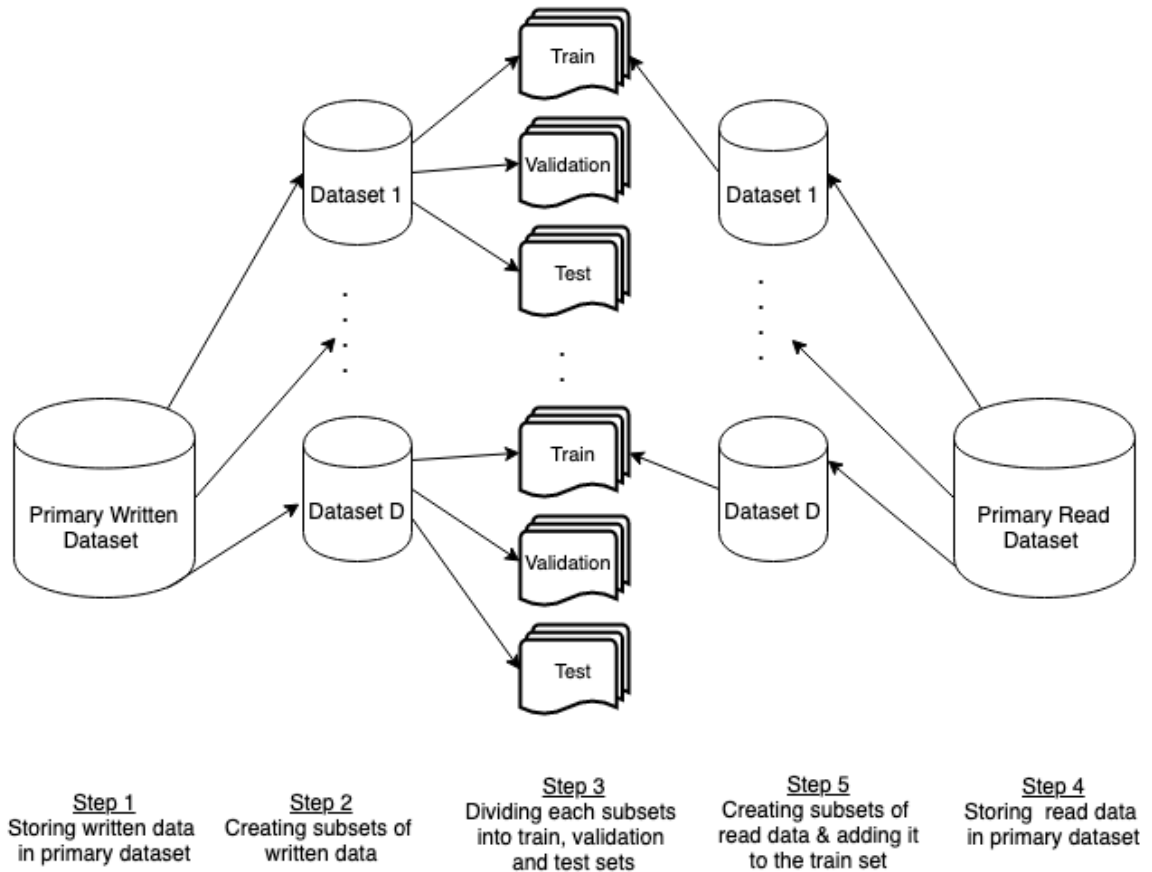 Train
Validation
Test
Dataset 1
Dataset 1
Train
Validation
Test
Dataset D
Dataset D
Primary Written
Dataset
Primary Read
Dataset
Step 1
Storing written data
in primary dataset
Step 2
Creating subsets of
written data
Step 3
Dividing each subsets
into train, validation
and test sets
Step 5
Creating subsets of
read data & adding it
to the train set
Step 4
Storing read data
in primary dataset